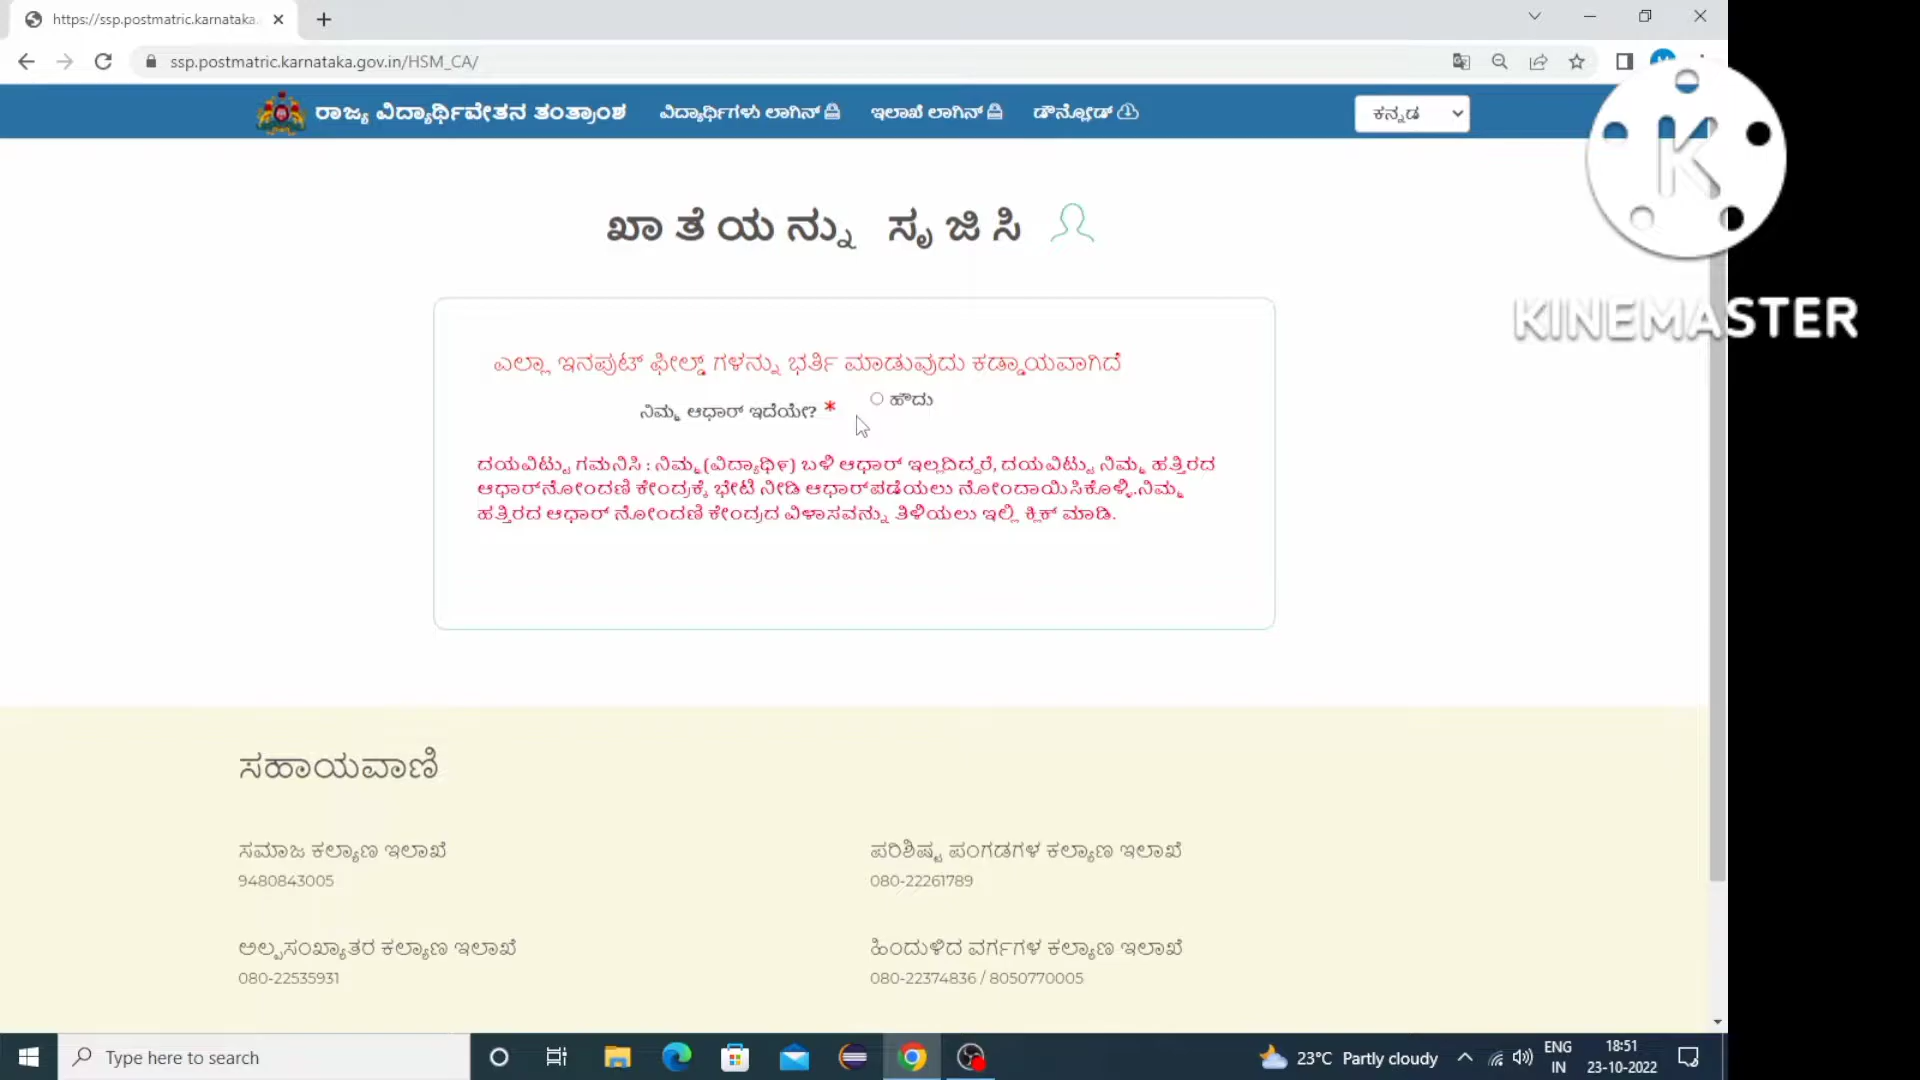 https://ssp.postmatric.karnataka.
ssp.postmatric.karnataka.gov.in/HSM_CA/
ರಾಜ್ಯ ವಿದ್ಯಾರ್ಥಿವೇತನ ತಂತ್ರಾಂಶ ವಿದ್ಯಾರ್ಥಿಗಳು ಲಾಗಿನ್ ಇಲಾಖೆ ಲಾಗಿನ್ ಡೌನ್ಲೋಡ್ ಕನ್ನಡ
ಖಾತೆಯನ್ನು ಸೃಜಿಸಿ
KINEMASTER
ಎಲ್ಲಾ ಇನಪುಟ್ ಫೀಲ್ಡ್ ಗಳನ್ನು ಭರ್ತಿ ಮಾಡುವುದು ಕಡ್ಡಾಯವಾಗಿದೆ
ನಿಮ್ಮ ಆಧಾರ್ ಇದೆಯೇ? * ಹೌದು
ದಯವಿಟ್ಟು ಗಮನಿಸಿ : ನಿಮ್ಮ (ವಿದ್ಯಾಥಿ೯) ಬಳಿ ಆಧಾರ್ ಇಲ್ಲದಿದ್ದರೆ, ದಯವಿಟ್ಟು ನಿಮ್ಮ ಹತ್ತಿರದ
ಆಧಾರ್‌ನೋಂದಣಿ ಕೇಂದ್ರಕ್ಕೆ ಭೇಟಿ ನೀಡಿ ಆಧಾರ್‌ಪಡೆಯಲು ನೋಂದಾಯಿಸಿಕೊಳ್ಳಿ.ನಿಮ್ಮ
ಹತ್ತಿರದ ಆಧಾರ್ ನೋಂದಣಿ ಕೇಂದ್ರದ ವಿಳಾಸವನ್ನು ತಿಳಿಯಲು ಇಲ್ಲಿ ಕ್ಲಿಕ್ ಮಾಡಿ.
ಸಹಾಯವಾಣಿ
ಸಮಾಜ ಕಲ್ಯಾಣ ಇಲಾಖೆ
9480843005
ಪರಿಶಿಷ್ಟ ಪಂಗಡಗಳ ಕಲ್ಯಾಣ ಇಲಾಖೆ
080-22261789
ಅಲ್ಪಸಂಖ್ಯಾತರ ಕಲ್ಯಾಣ ಇಲಾಖೆ
080-22535931
ಹಿಂದುಳಿದ ವರ್ಗಗಳ ಕಲ್ಯಾಣ ಇಲಾಖೆ
080-22374836 / 8050770005
Type here to search
23°C Partly cloudy
ENG
IN
18:51
23-10-2022